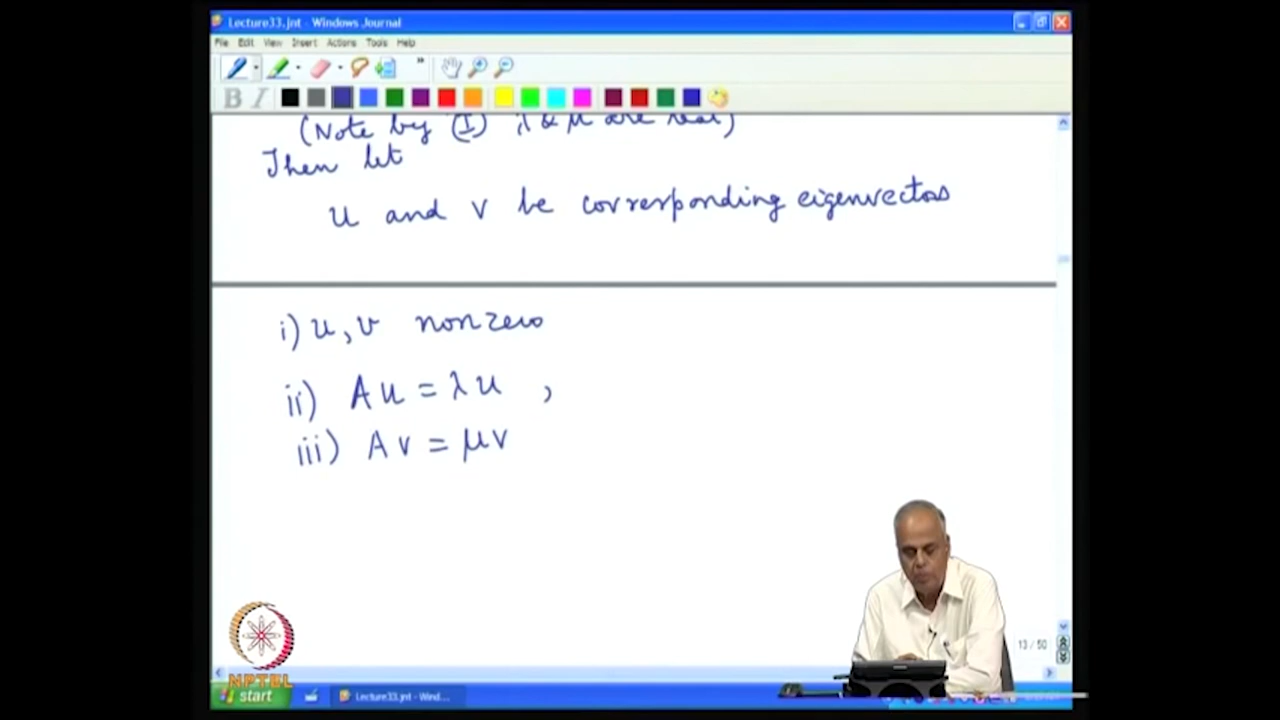 Lecture33.jnt - Windows Journal
File Edit View Insert Actions Tools Help
B I
(Note by (I) λ & μ are real)
Then let
u and v be corresponding eigenvectors
i) u, v nonzero
ii) Au = λu ,
iii) Av = μv
13 / 50
NPTEL
start Lecture33.jnt - Wind...